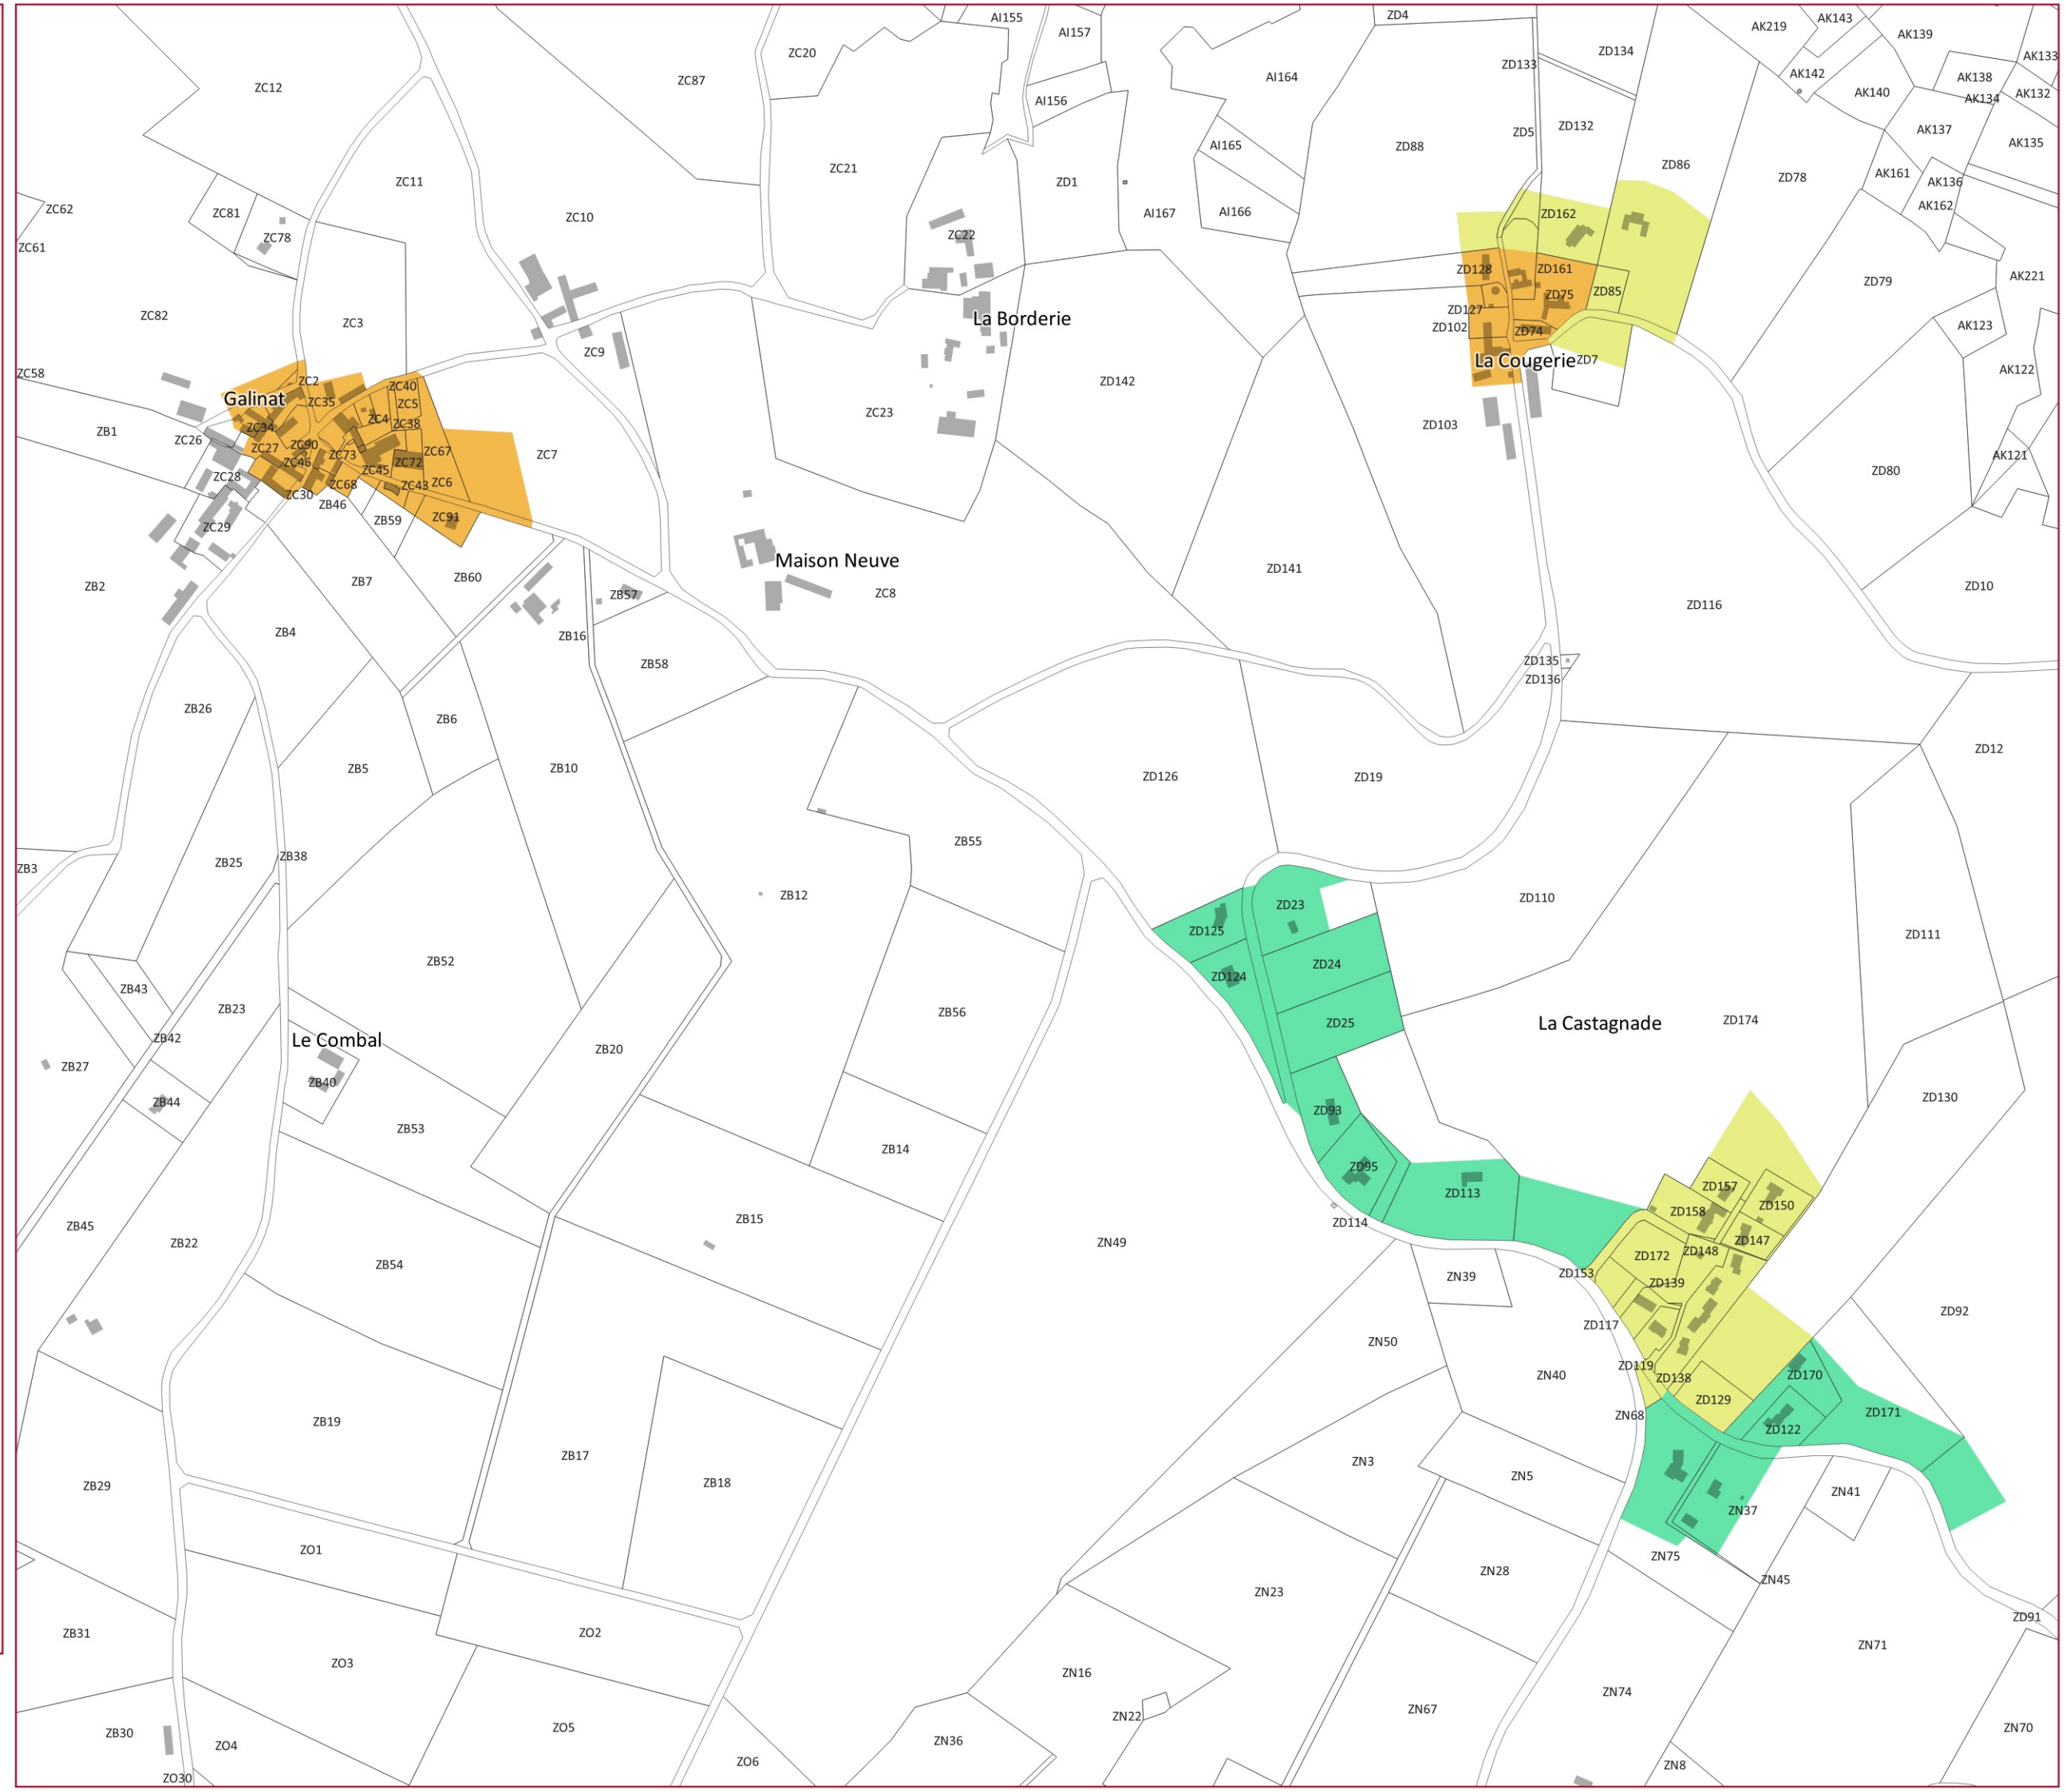 AI155
ZD4
AK143
AK219
AI157
AK139
ZC20
ZD134
AK133
ZD133
AK142
AK138
AI164
ZC87
ZC12
AK140
AK134
AK132
AI156
ZD132
ZD5
AK137
AI165
ZD88
AK135
ZC21
ZD86
AK161
ZD78
ZD1
ZC11
AK136
AK162
ZC62
ZC81
AI166
AI167
ZD162
ZC10
ZC78
ZC22
ZC61
ZD128
ZD161
AK221
ZD79
ZD85
ZD75
ZD127
ZC82
La Borderie
ZC3
ZD102
ZD74
AK123
ZC9
La Cougerie
ZD7
AK122
ZC58
ZC2
ZD142
ZC40
Galinat
ZC35
ZC5
ZC23
ZC4
ZC38
ZD103
ZC34
ZB1
ZC26
ZC90
ZC27
ZC67
ZC73
ZC7
AK121
ZC46
ZC72
ZC45
ZD80
ZC28
ZC68
ZC43
ZC6
ZC30
ZB46
ZC91
ZB59
ZC29
Maison Neuve
ZD141
ZB60
ZB7
ZB2
ZD10
ZC8
ZB57
ZD116
ZB4
ZB16
ZB58
ZD135
ZD136
ZB26
ZB6
ZD12
ZB5
ZB10
ZD126
ZD19
ZB55
ZB38
ZB25
ZB3
ZB12
ZD110
ZD23
ZD125
ZD111
ZB52
ZD24
ZD124
ZB43
ZB23
ZB56
ZD25
La Castagnade
ZD174
ZB42
Le Combal
ZB20
ZB27
ZB40
ZD130
ZB44
ZD93
ZB53
ZB14
ZD95
ZD157
ZD113
ZD150
ZD158
ZB15
ZD114
ZB45
ZD147
ZB22
ZN49
ZD148
ZD172
ZB54
ZD153
ZN39
ZD139
ZD92
ZD117
ZN50
ZD119
ZD170
ZN40
ZD138
ZD129
ZD171
ZN68
ZB19
ZD122
ZB17
ZN3
ZN5
ZB18
ZB29
ZN41
ZN37
ZO1
ZN75
ZN28
ZN45
ZN23
ZD91
ZB31
ZO2
ZN71
ZO3
ZN16
ZN74
ZN67
ZN22
ZO5
ZN70
ZB30
ZN36
ZO4
ZO6
ZN8
ZO30